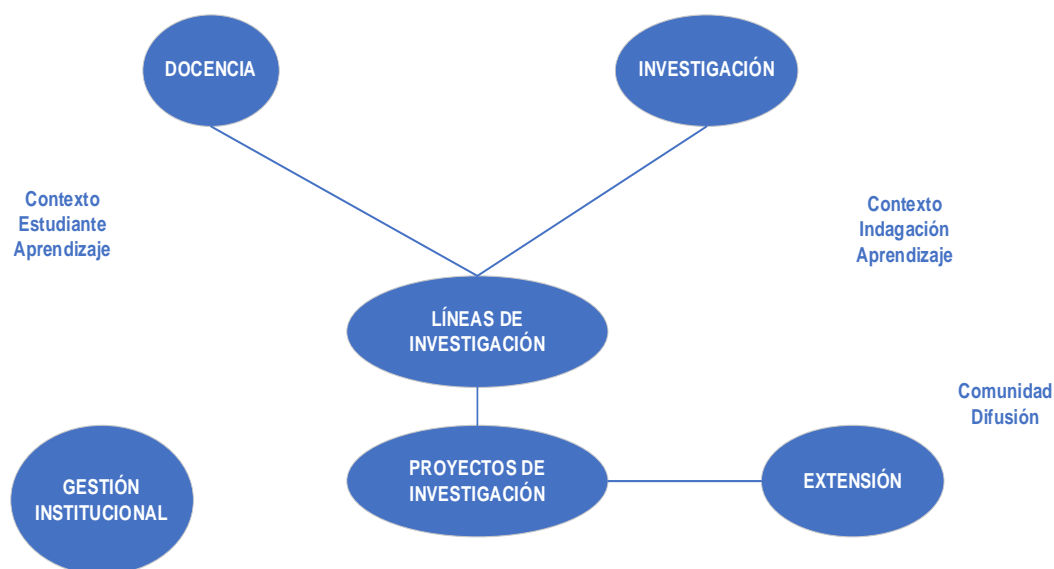 DOCENCIA
INVESTIGACIÓN
Contexto
Estudiante
Aprendizaje
Contexto
Indagación
Aprendizaje
LÍNEAS DE
INVESTIGACIÓN
Comunidad
Difusión
GESTIÓN
INSTITUCIONAL
PROYECTOS DE
INVESTIGACIÓN
EXTENSIÓN